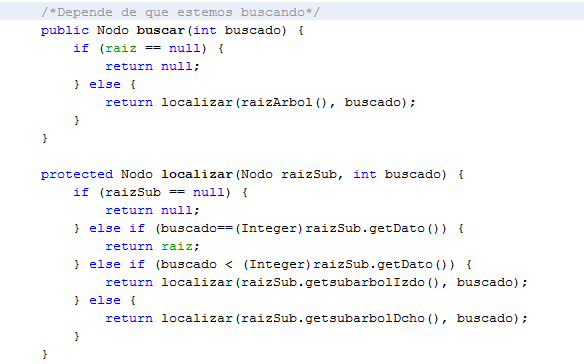 /*Depende de que estemos buscando*/
public Nodo buscar(int buscado) {
if (raiz == null) {
return null;
} else {
return localizar(raizArbol(), buscado);
}
}
protected Nodo localizar(Nodo raizSub, int buscado) {
if (raizSub == null) {
return null;
} else if (buscado==(Integer)raizSub.getDato()) {
return raiz;
} else if (buscado < (Integer)raizSub.getDato()) {
return localizar(raizSub.getsubarbolIzdo(), buscado);
} else {
return localizar(raizSub.getsubarbolDcho(), buscado);
}
}